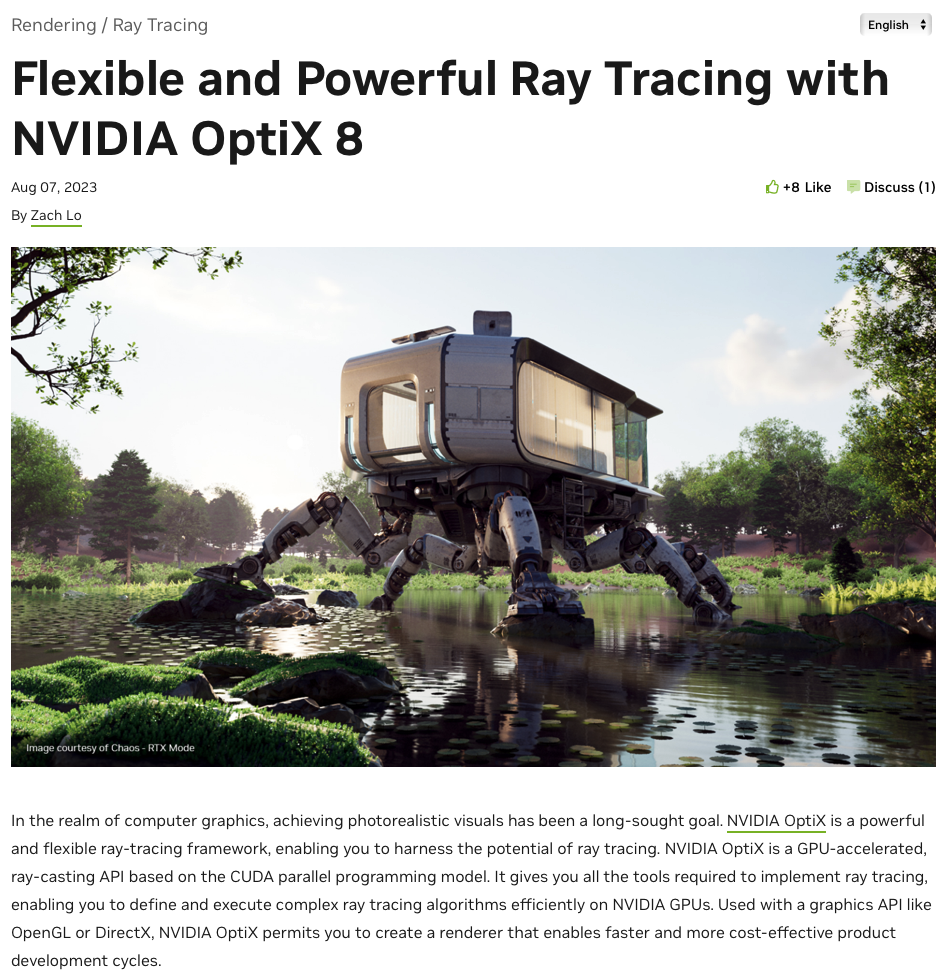 Rendering / Ray Tracing
English
Flexible and Powerful Ray Tracing with
NVIDIA OptiX 8
Aug 07, 2023
+8 Like
Discuss (1)
By Zach Lo
Image courtesy of Chaos - RTX Mode
In the realm of computer graphics, achieving photorealistic visuals has been a long-sought goal. NVIDIA OptiX is a powerful
and flexible ray-tracing framework, enabling you to harness the potential of ray tracing. NVIDIA OptiX is a GPU-accelerated,
ray-casting API based on the CUDA parallel programming model. It gives you all the tools required to implement ray tracing,
enabling you to define and execute complex ray tracing algorithms efficiently on NVIDIA GPUs. Used with a graphics API like
OpenGL or DirectX, NVIDIA OptiX permits you to create a renderer that enables faster and more cost-effective product
development cycles.